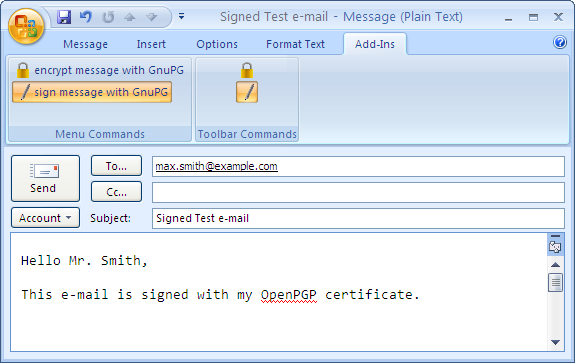 Signed Test e-mail - Message (Plain Text)
Message Insert Options Format Text Add-Ins
encrypt message with GnuPG
sign message with GnuPG
Menu Commands
Toolbar Commands
Send
To...
max.smith@example.com
Cc...
Account
Subject:
Signed Test e-mail
Hello Mr. Smith,
This e-mail is signed with my OpenPGP certificate.